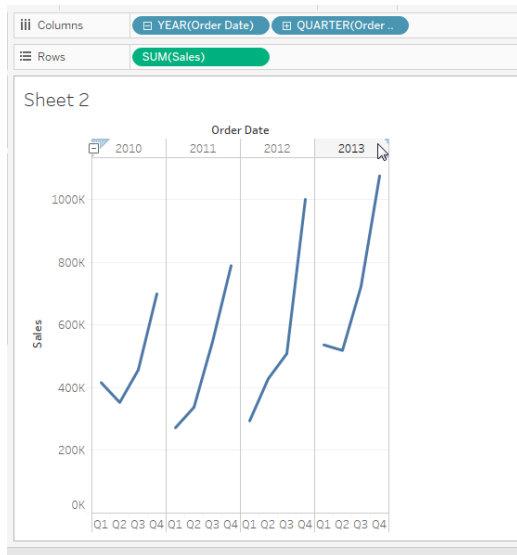 Columns YEAR(Order Date) QUARTER(Order ..
Rows SUM(Sales)
Sheet 2
Order Date
2010 2011 2012 2013
1000K
800K
600K
400K
200K
0K
Sales
Q1 Q2 Q3 Q4 Q1 Q2 Q3 Q4 Q1 Q2 Q3 Q4 Q1 Q2 Q3 Q4